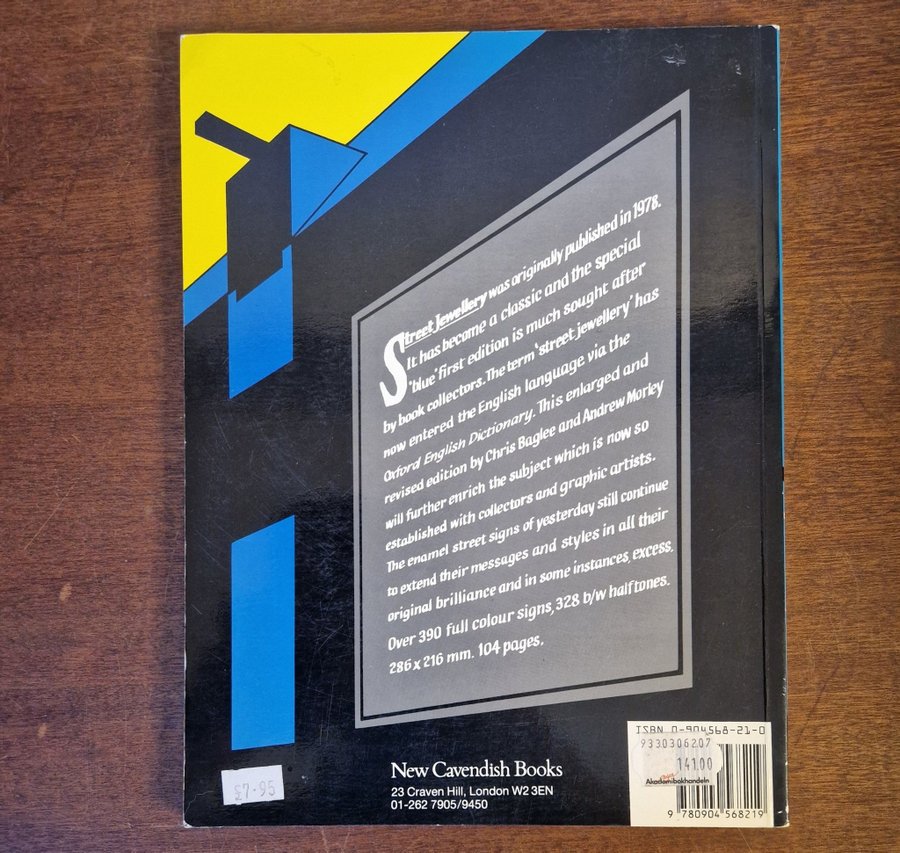 Street Jewellery was originally published in 1978.
It has become a classic and the special
'blue' first edition is much sought after
by book collectors. The term 'street jewellery' has
now entered the English language via the
Oxford English Dictionary. This enlarged and
revised edition by Chris Baglee and Andrew Morley
will further enrich the subject which is now so
established with collectors and graphic artists.
The enamel street signs of yesterday still continue
to extend their messages and styles in all their
original brilliance and in some instances, excess.
Over 390 full colour signs, 328 b/w halftones.
286 x 216 mm. 104 pages.
New Cavendish Books
23 Craven Hill, London W2 3EN
01-262 7905/9450
£7.95
ISBN 0-904568-21-0
9330306207
141.00
Akademibokhandeln
9 780904 568219